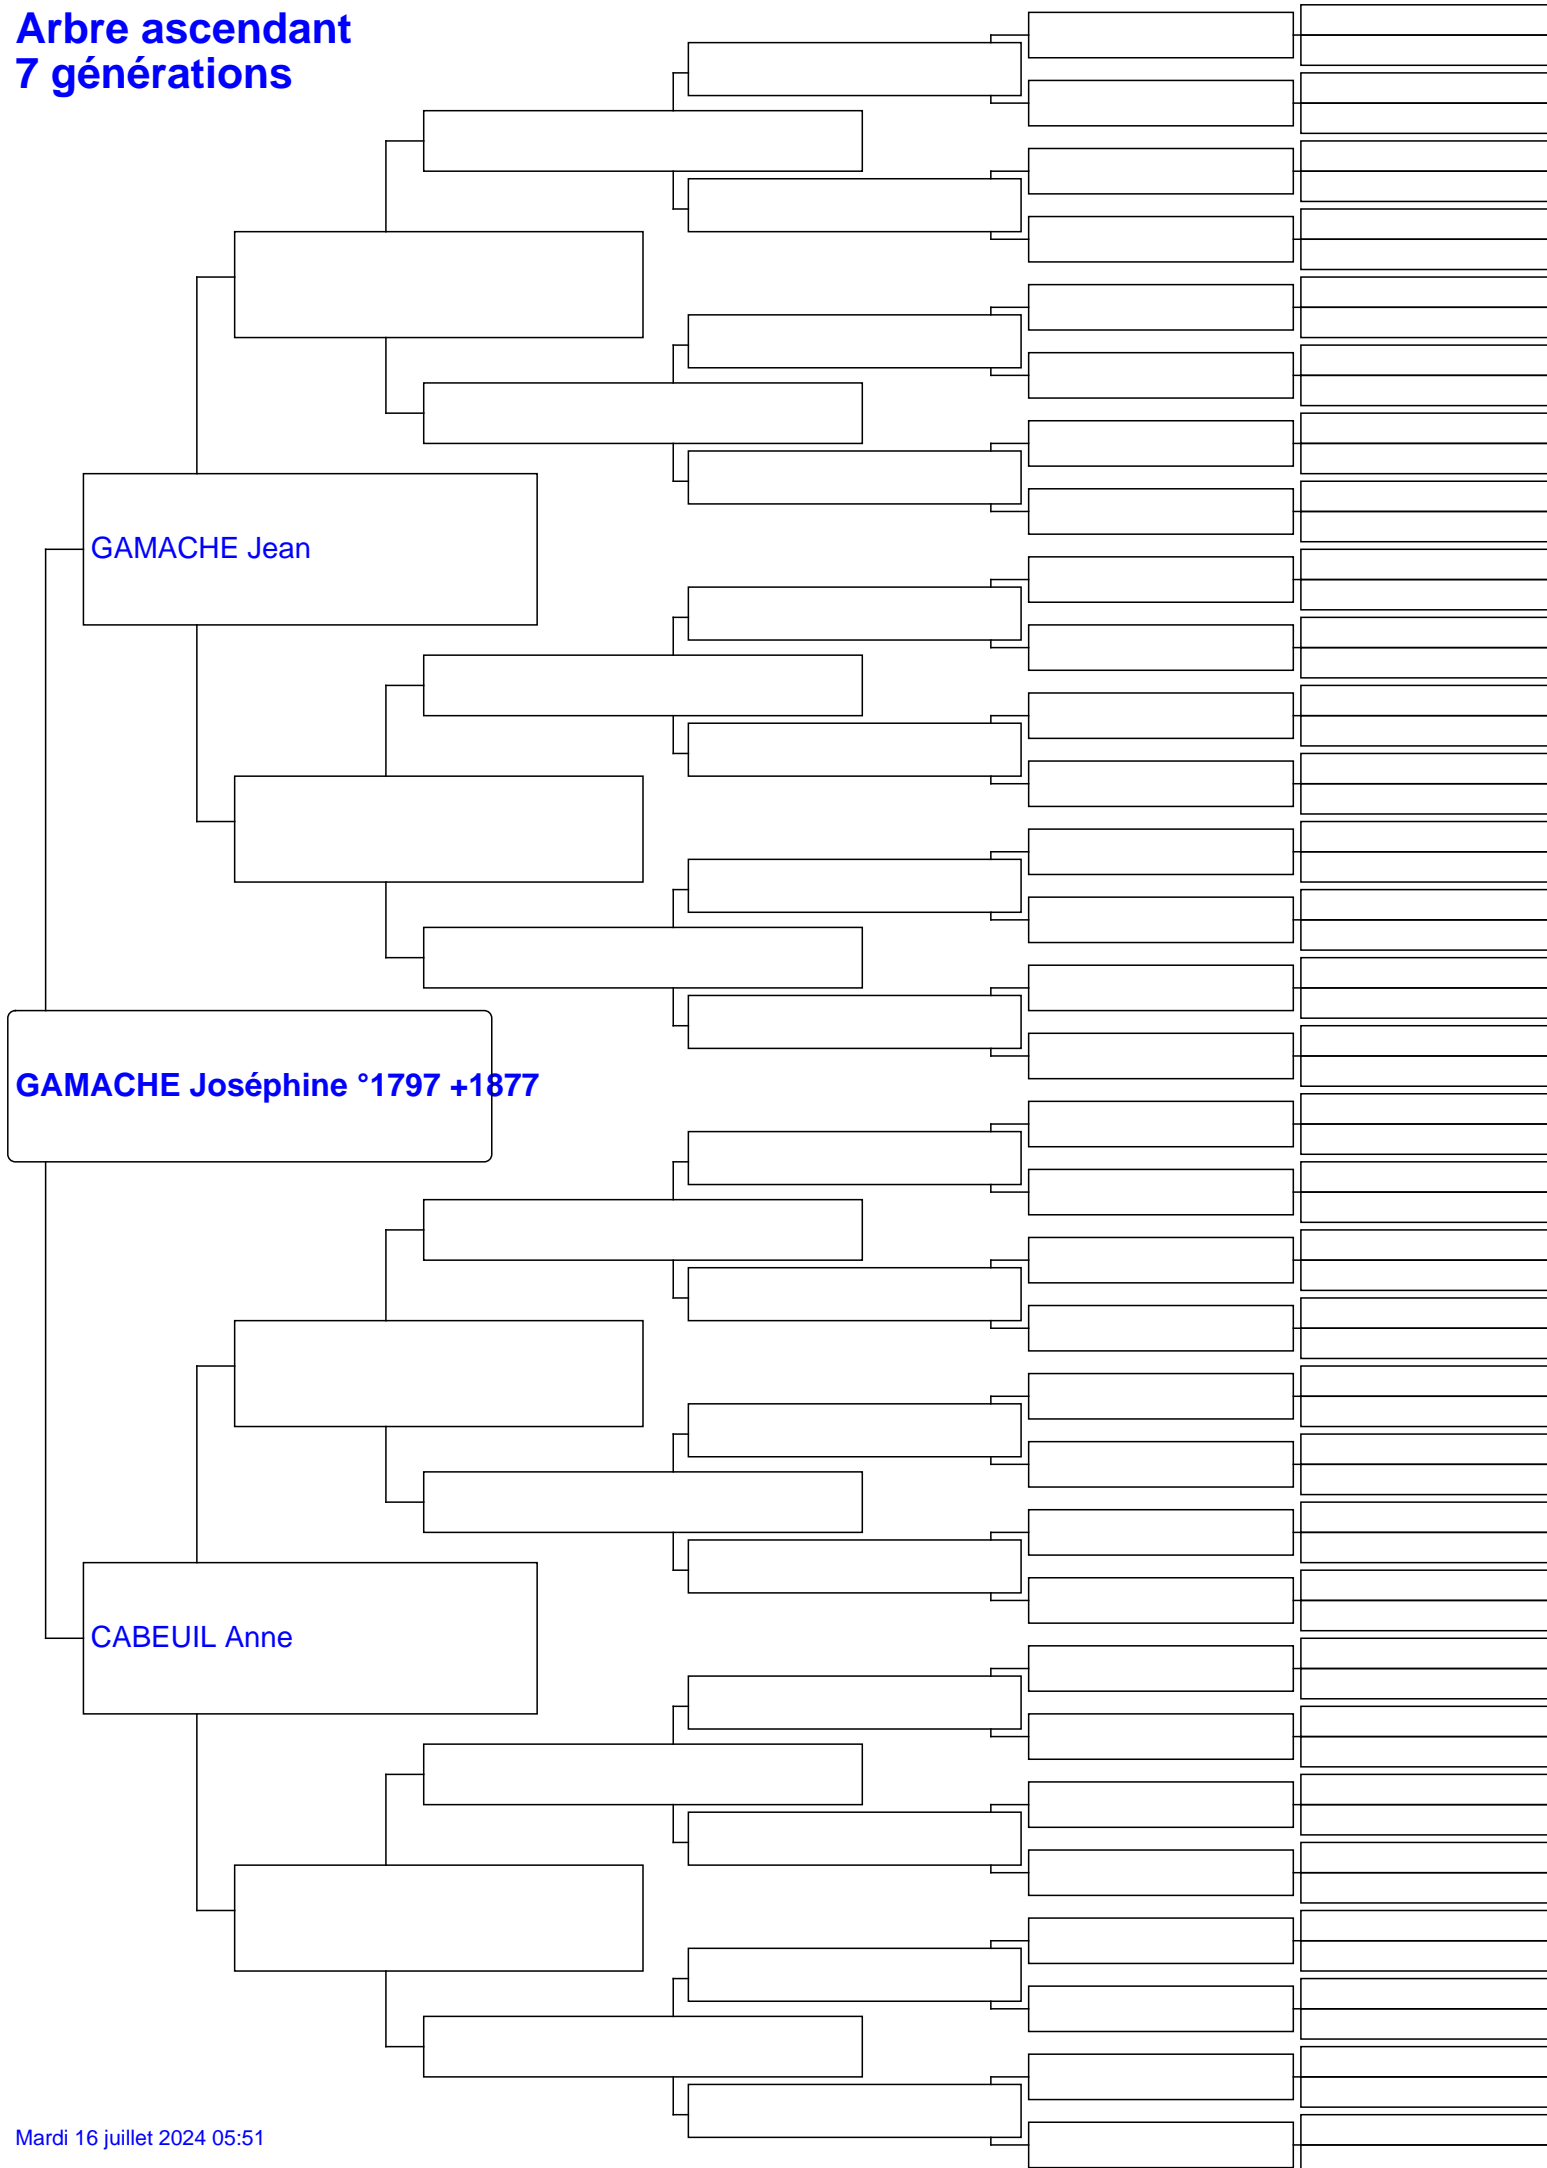 Arbre ascendant
7 générations
GAMACHE Jean
GAMACHE Joséphine °1797 +1877
CABEUIL Anne
Mardi 16 juillet 2024 05:51